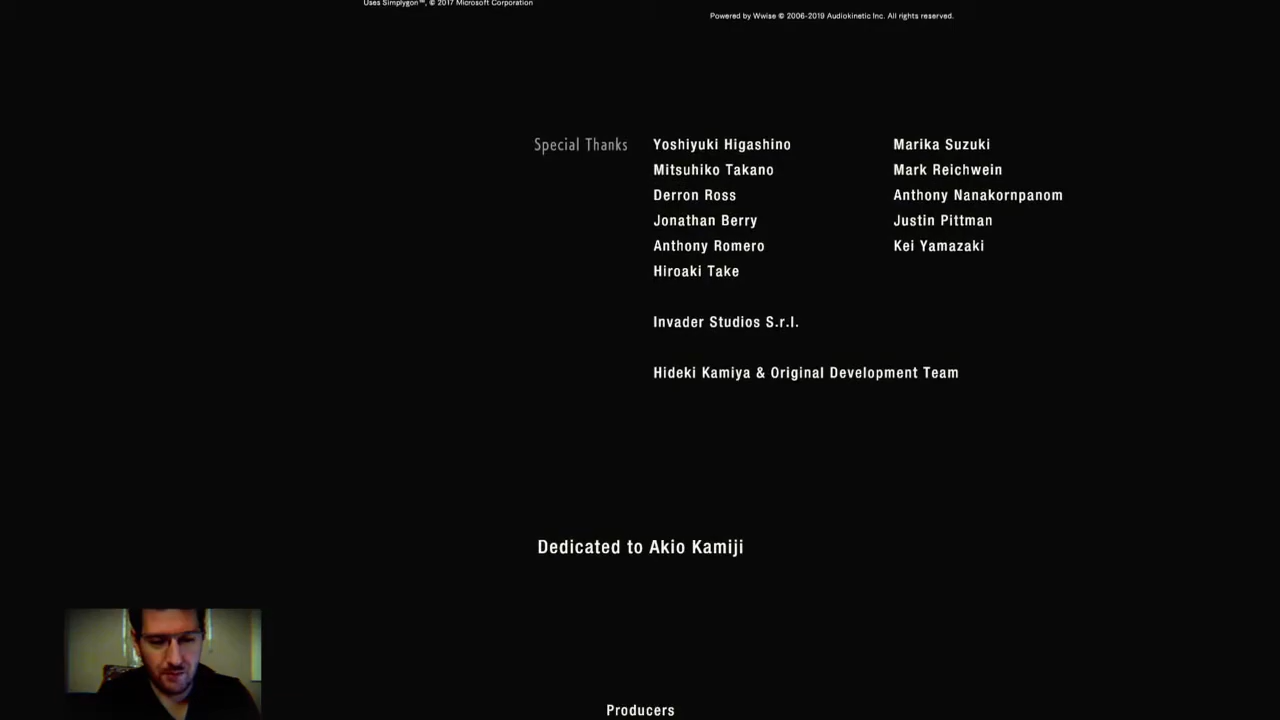 Uses Simplygon™, © 2017 Microsoft Corporation
Powered by Wwise © 2006-2019 Audiokinetic Inc. All rights reserved.
Special Thanks
Yoshiyuki Higashino Marika Suzuki
Mitsuhiko Takano Mark Reichwein
Derron Ross Anthony Nanakornpanom
Jonathan Berry Justin Pittman
Anthony Romero Kei Yamazaki
Hiroaki Take
Invader Studios S.r.l.
Hideki Kamiya & Original Development Team
Dedicated to Akio Kamiji
Producers